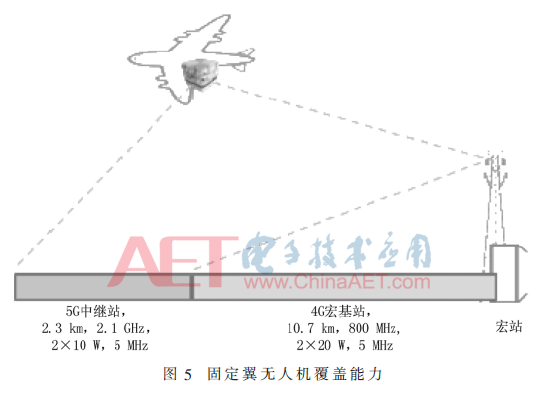 AET 电子技术应用
www.ChinaAET.com
5G中继站，
2.3 km，2.1 GHz，
2×10 W，5 MHz
4G宏基站，
10.7 km，800 MHz，
2×20 W，5 MHz
宏站
图 5 固定翼无人机覆盖能力